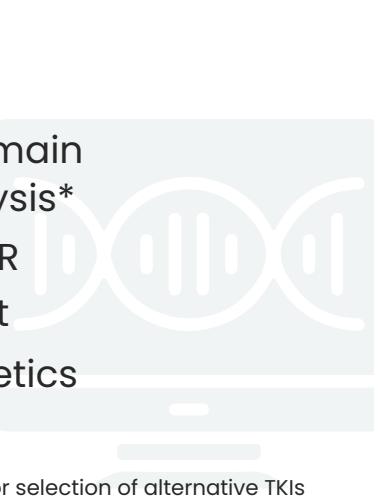 main
ysis*
R
t
etics
or selection of alternative TKIs